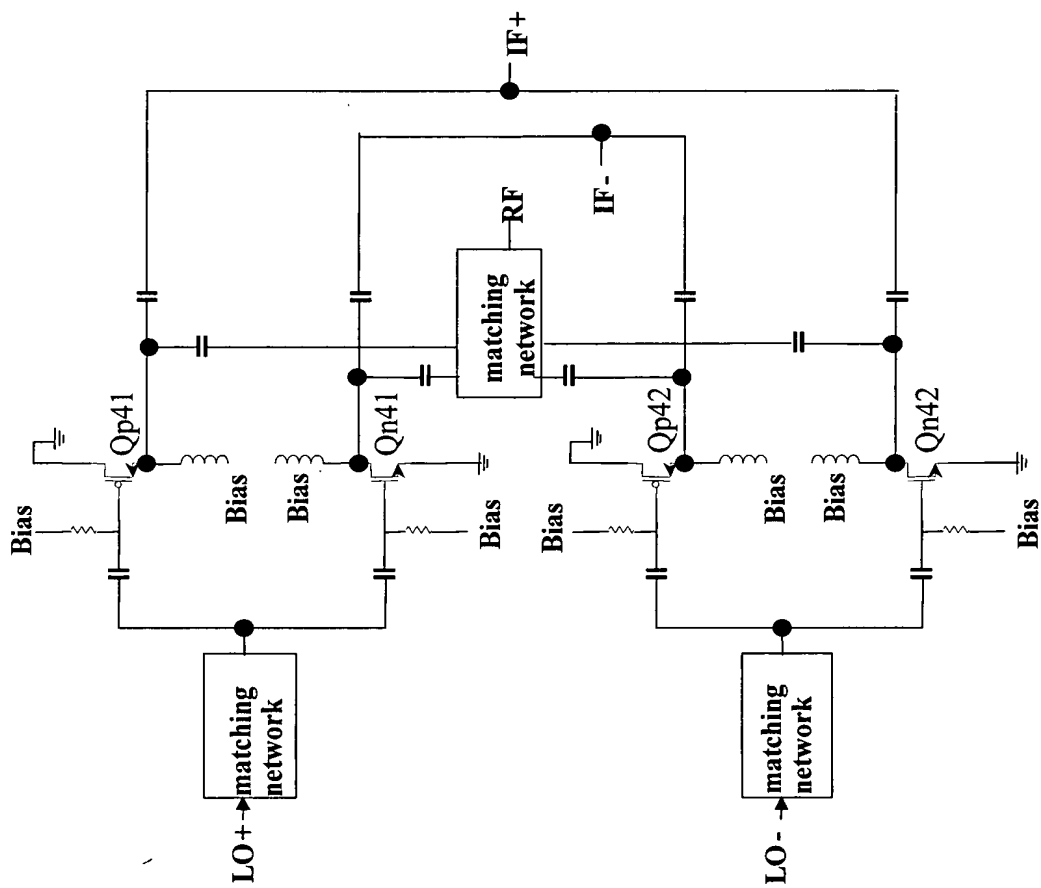 IF+
IF-
RF
matching
network
Qp41
Qn41
Qp42
Qn42
Bias
Bias
Bias
Bias
Bias
Bias
Bias
Bias
matching
network
matching
network
LO+
LO-